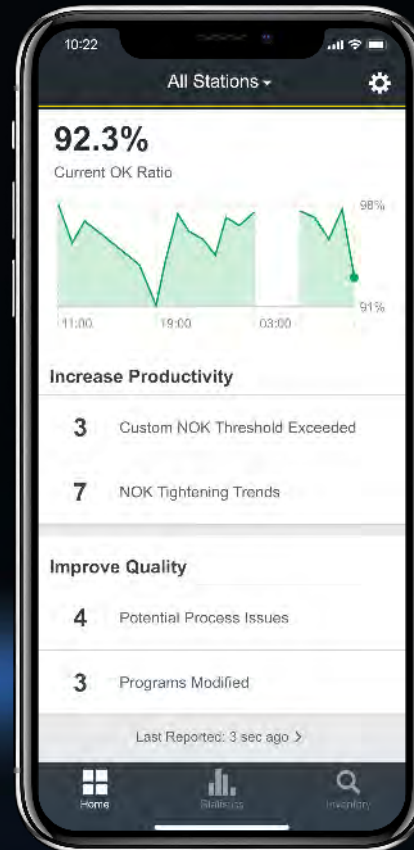 10:22
All Stations
92.3%
Current OK Ratio
98%
91%
11:00 19:00 03:00
Increase Productivity
3 Custom NOK Threshold Exceeded
7 NOK Tightening Trends
Improve Quality
4 Potential Process Issues
3 Programs Modified
Last Reported: 3 sec ago >
Home Statistics Inventory